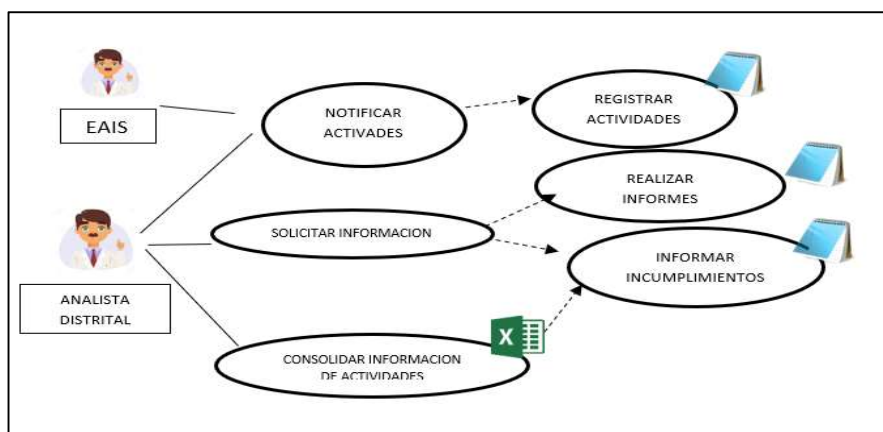 EAIS
NOTIFICAR
ACTIVADES
REGISTRAR
ACTIVIDADES
REALIZAR
INFORMES
SOLICITAR INFORMACION
INFORMAR
INCUMPLIMIENTOS
ANALISTA
DISTRITAL
X
CONSOLIDAR INFORMACION
DE ACTIVIDADES